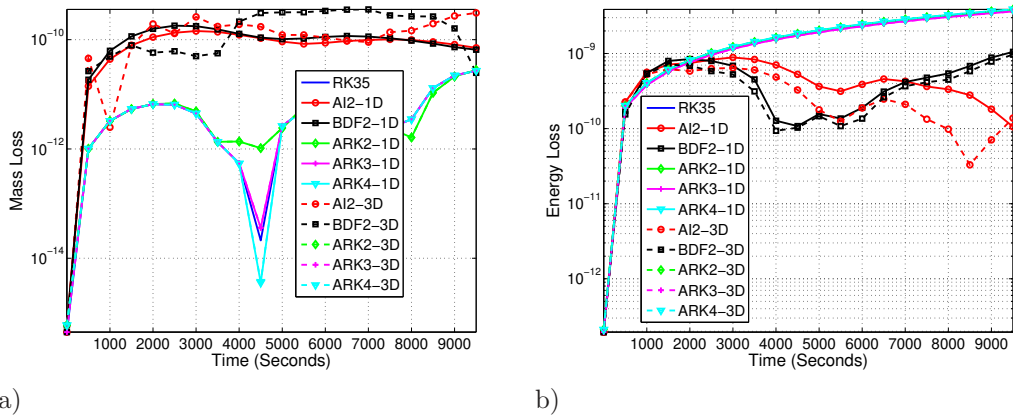 10⁻¹⁰
10⁻¹²
10⁻¹⁴
Mass Loss
RK35
AI2−1D
BDF2−1D
ARK2−1D
ARK3−1D
ARK4−1D
AI2−3D
BDF2−3D
ARK2−3D
ARK3−3D
ARK4−3D
1000 2000 3000 4000 5000 6000 7000 8000 9000
Time (Seconds)
a)
10⁻⁸
10⁻⁹
10⁻¹⁰
10⁻¹¹
10⁻¹²
Energy Loss
RK35
AI2−1D
BDF2−1D
ARK2−1D
ARK3−1D
ARK4−1D
AI2−3D
BDF2−3D
ARK2−3D
ARK3−3D
ARK4−3D
1000 2000 3000 4000 5000 6000 7000 8000 9000
Time (Seconds)
b)